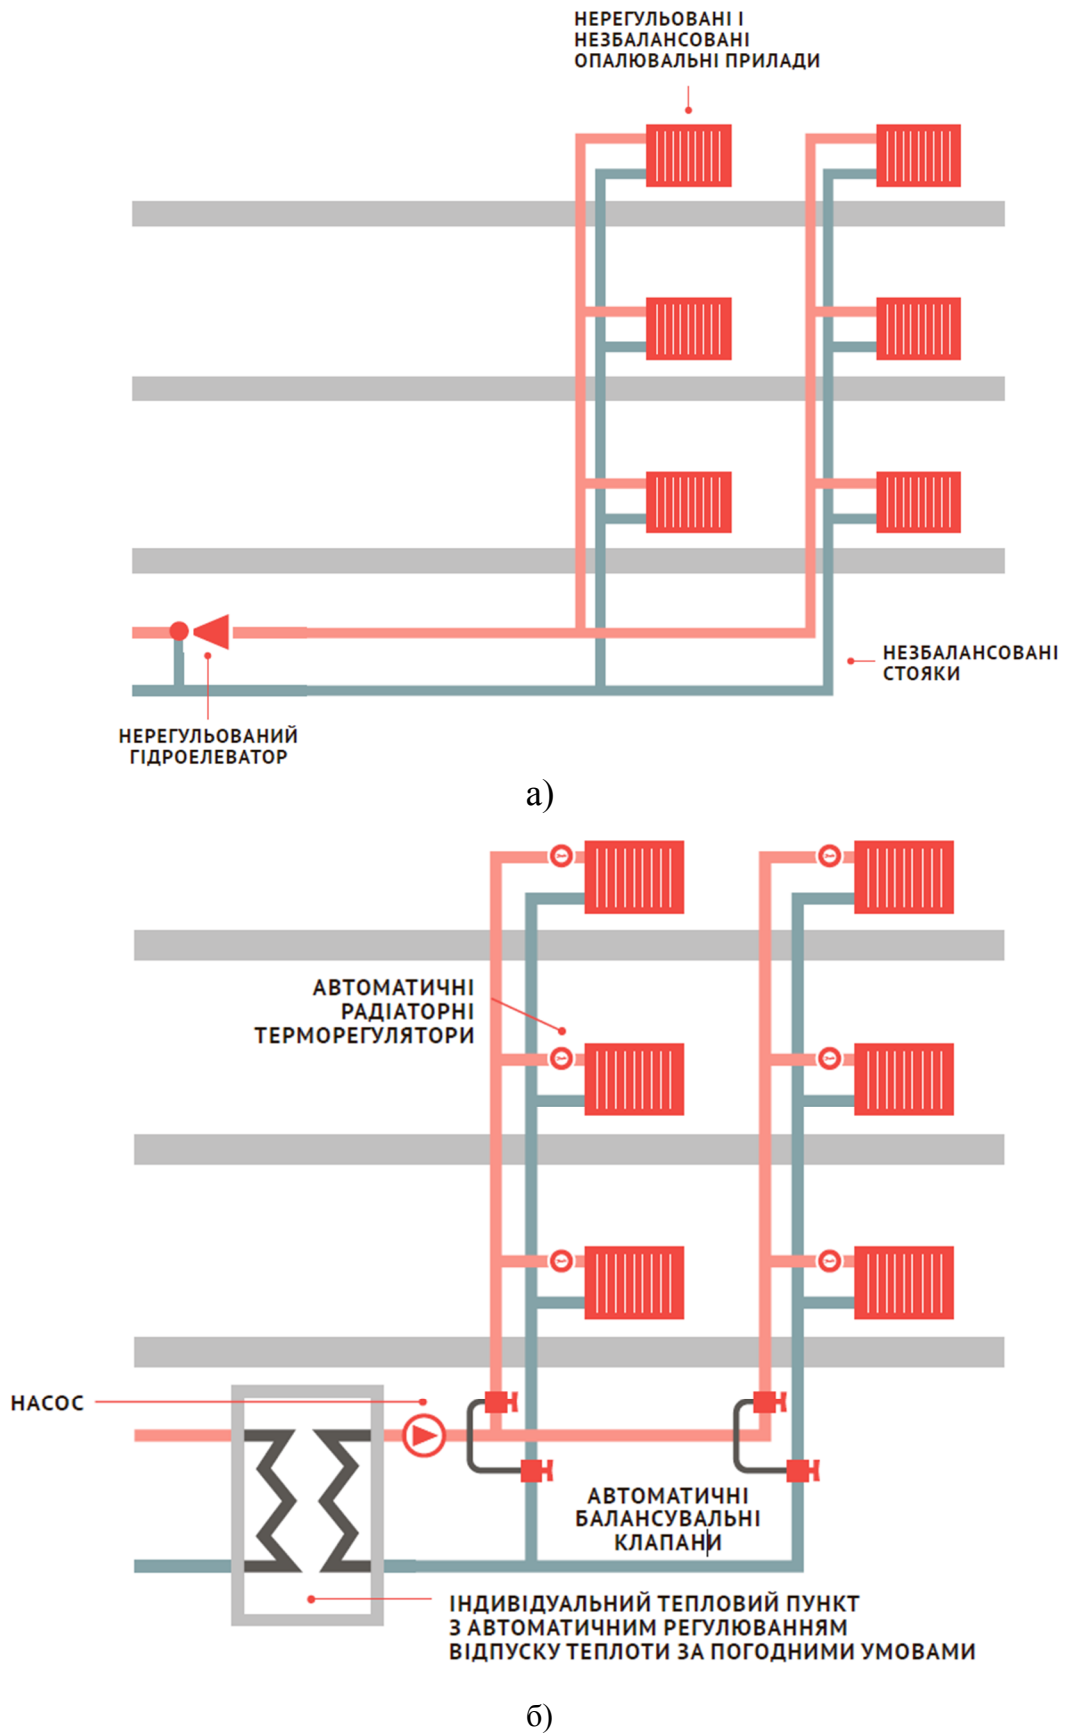 НЕРЕГУЛЬОВАНІ І
НЕЗБАЛАНСОВАНІ
ОПАЛЮВАЛЬНІ ПРИЛАДИ
НЕЗБАЛАНСОВАНІ
СТОЯКИ
НЕРЕГУЛЬОВАНИЙ
ГІДРОЕЛЕВАТОР
а)
АВТОМАТИЧНІ
РАДІАТОРНІ
ТЕРМОРЕГУЛЯТОРИ
НАСОС
АВТОМАТИЧНІ
БАЛАНСУВАЛЬНІ
КЛАПАНИ
ІНДИВІДУАЛЬНИЙ ТЕПЛОВИЙ ПУНКТ
З АВТОМАТИЧНИМ РЕГУЛЮВАННЯМ
ВІДПУСКУ ТЕПЛОТИ ЗА ПОГОДНИМИ УМОВАМИ
б)